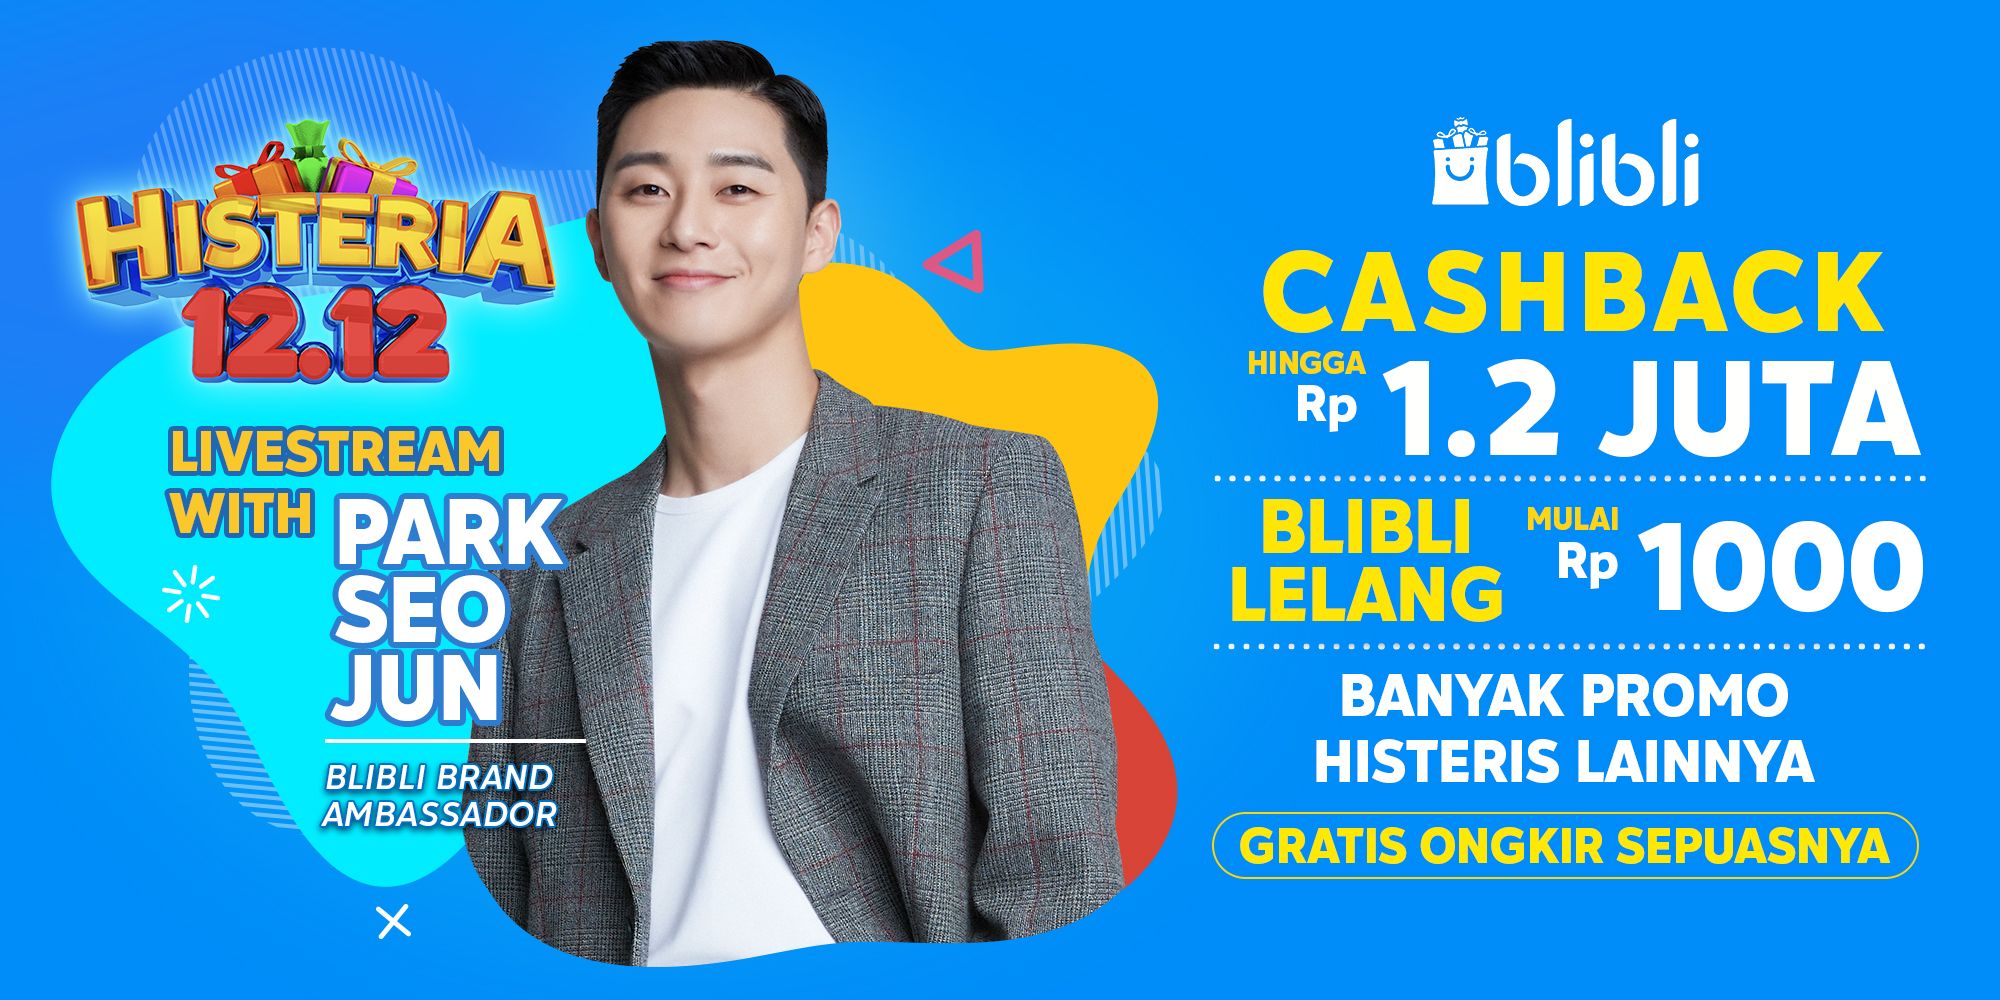 HISTERIA
12.12
LIVESTREAM
WITH PARK
SEO
JUN
BLIBLI BRAND
AMBASSADOR
blibli
CASHBACK
HINGGA
Rp 1.2 JUTA
BLIBLI
LELANG
MULAI
Rp 1000
BANYAK PROMO
HISTERIS LAINNYA
GRATIS ONGKIR SEPUASNYA